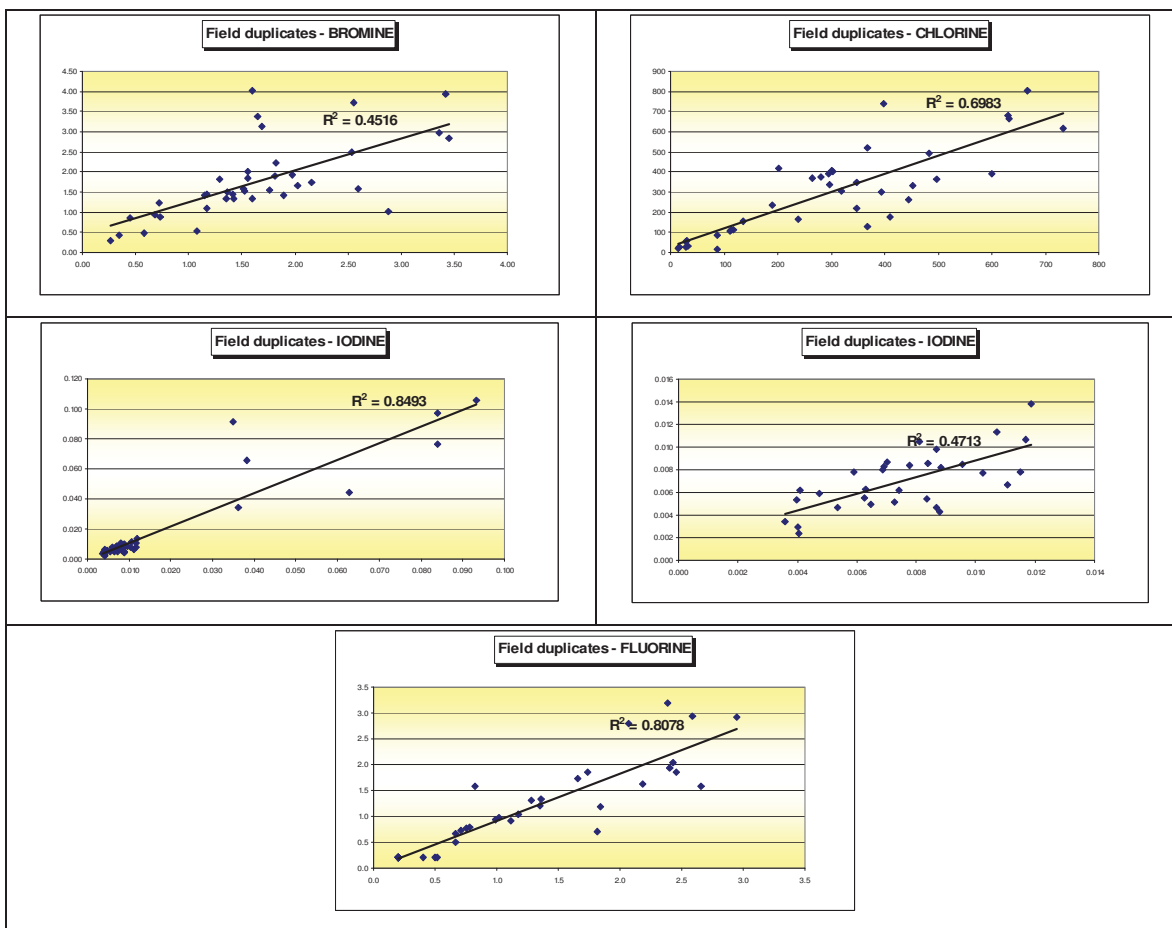 Field duplicates - BROMINE
4.50
4.00
3.50
3.00
2.50
2.00
1.50
1.00
0.50
0.00
R² = 0.4516
0.00 0.50 1.00 1.50 2.00 2.50 3.00 3.50 4.00
Field duplicates - CHLORINE
900
800
700
600
500
400
300
200
100
0
R² = 0.6983
0 100 200 300 400 500 600 700 800
Field duplicates - IODINE
0.120
0.100
0.080
0.060
0.040
0.020
0.000
R² = 0.8493
0.000 0.010 0.020 0.030 0.040 0.050 0.060 0.070 0.080 0.090 0.100
Field duplicates - IODINE
0.016
0.014
0.012
0.010
0.008
0.006
0.004
0.002
0.000
R² = 0.4713
0.000 0.002 0.004 0.006 0.008 0.010 0.012 0.014
Field duplicates - FLUORINE
3.5
3.0
2.5
2.0
1.5
1.0
0.5
0.0
R² = 0.8078
0.0 0.5 1.0 1.5 2.0 2.5 3.0 3.5